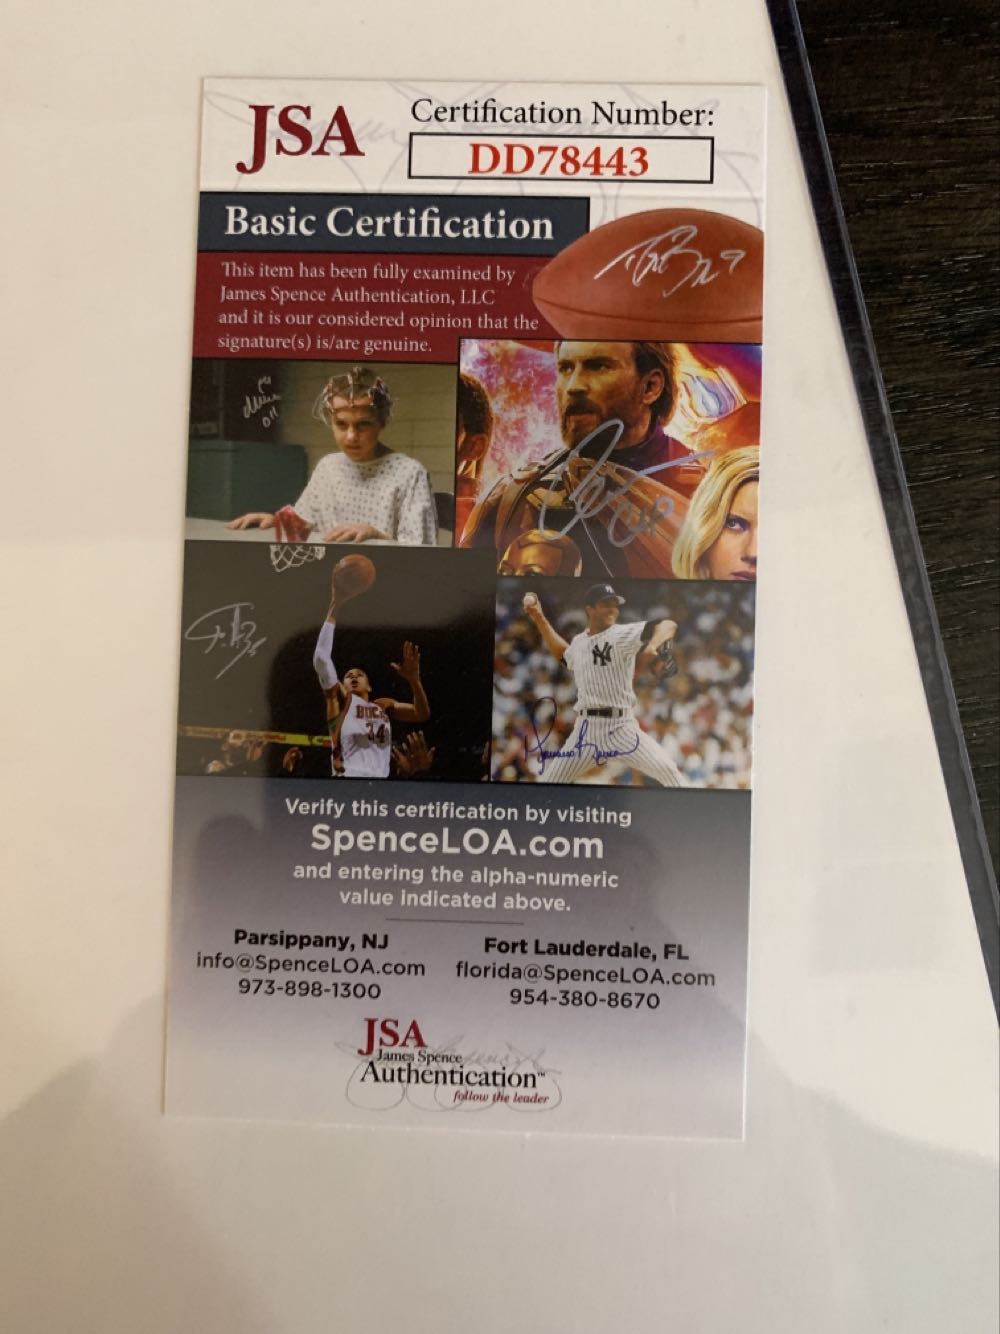 JSA
Certification Number:
DD78443
Basic Certification
This item has been fully examined by
James Spence Authentication, LLC
and it is our considered opinion that the
signature(s) is/are genuine.
BUCKS
34
Verify this certification by visiting
SpenceLOA.com
and entering the alpha-numeric
value indicated above.
Parsippany, NJ
info@SpenceLOA.com
973-898-1300
Fort Lauderdale, FL
florida@SpenceLOA.com
954-380-8670
JSA
James Spence
Authentication™
follow the leader